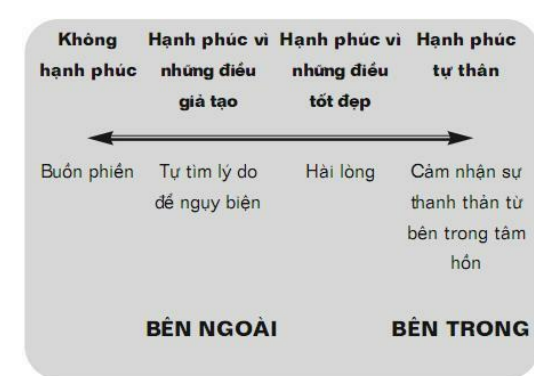 Không hạnh phúc
Hạnh phúc vì những điều giả tạo
Hạnh phúc vì những điều tốt đẹp
Hạnh phúc tự thân
Buồn phiền
Tự tìm lý do để ngụy biện
Hài lòng
Cảm nhận sự thanh thản từ bên trong tâm hồn
BÊN NGOÀI
BÊN TRONG